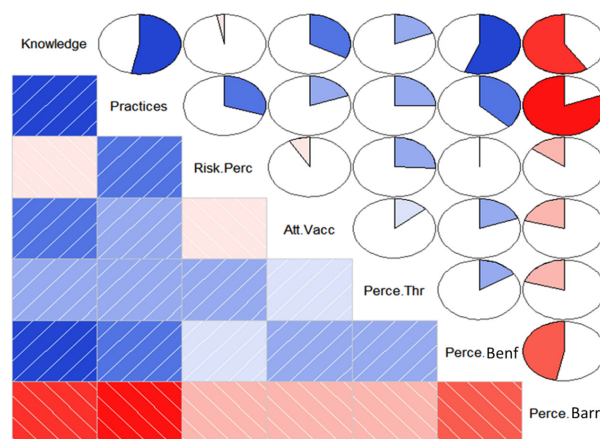 Knowledge
Practices
Risk.Perc
Att.Vacc
Perce.Thr
Perce.Benf
Perce.Barr